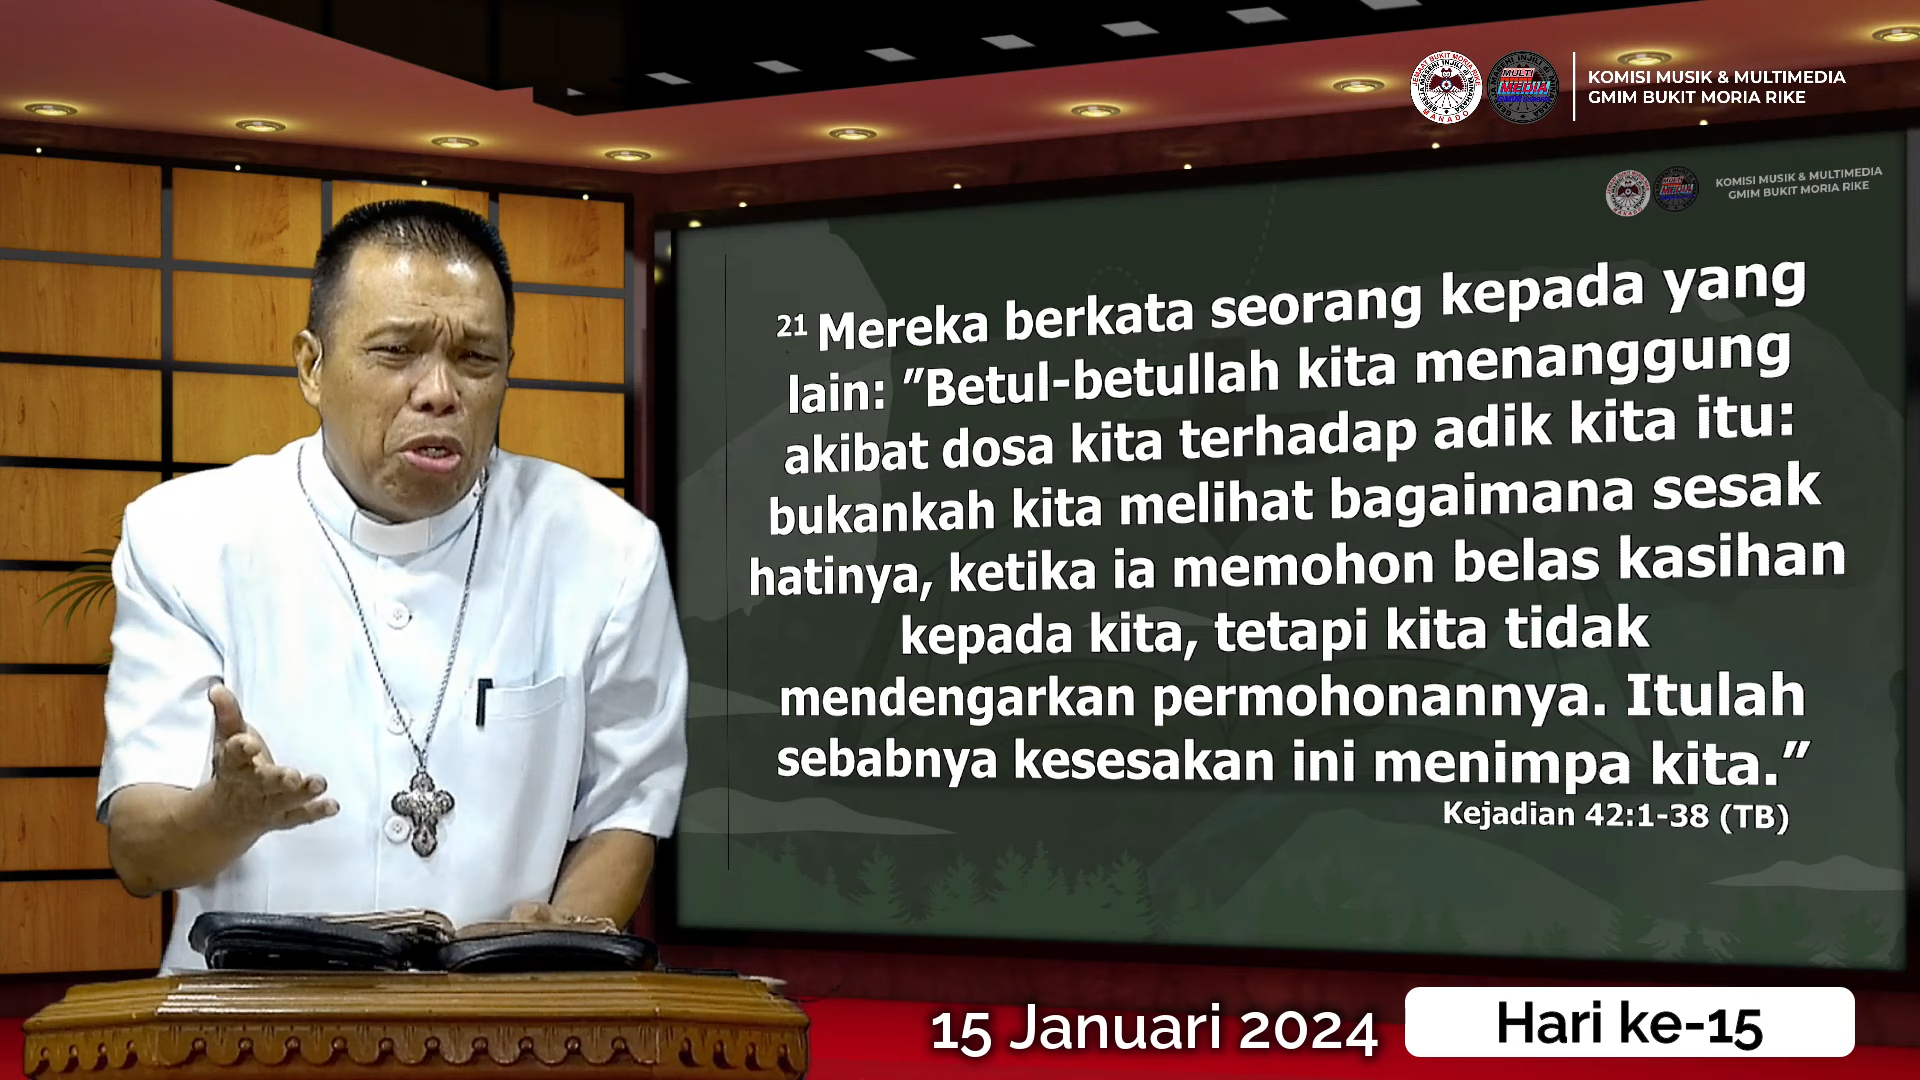 KOMISI MUSIK & MULTIMEDIA
GMIM BUKIT MORIA RIKE
MULTI
MEDIA
MANADO
KOMISI MUSIK & MULTIMEDIA
GMIM BUKIT MORIA RIKE
21 Mereka berkata seorang kepada yang
lain: ”Betul-betullah kita menanggung
akibat dosa kita terhadap adik kita itu:
bukankah kita melihat bagaimana sesak
hatinya, ketika ia memohon belas kasihan
kepada kita, tetapi kita tidak
mendengarkan permohonannya. Itulah
sebabnya kesesakan ini menimpa kita.”
Kejadian 42:1-38 (TB)
15 Januari 2024
Hari ke-15